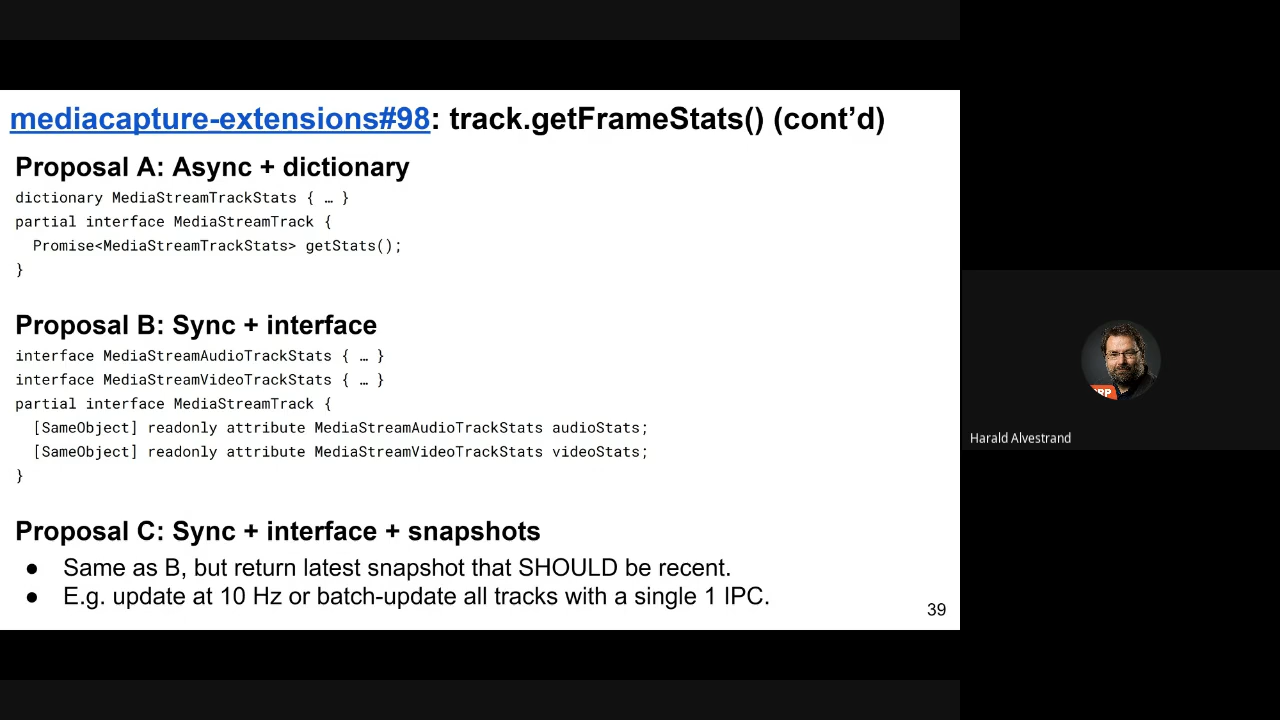 mediacapture-extensions#98: track.getFrameStats() (cont’d)
Proposal A: Async + dictionary
dictionary MediaStreamTrackStats { … }
partial interface MediaStreamTrack {
  Promise<MediaStreamTrackStats> getStats();
}
Proposal B: Sync + interface
interface MediaStreamAudioTrackStats { … }
interface MediaStreamVideoTrackStats { … }
partial interface MediaStreamTrack {
  [SameObject] readonly attribute MediaStreamAudioTrackStats audioStats;
  [SameObject] readonly attribute MediaStreamVideoTrackStats videoStats;
}
Proposal C: Sync + interface + snapshots
● Same as B, but return latest snapshot that SHOULD be recent.
● E.g. update at 10 Hz or batch-update all tracks with a single 1 IPC.
39
Harald Alvestrand